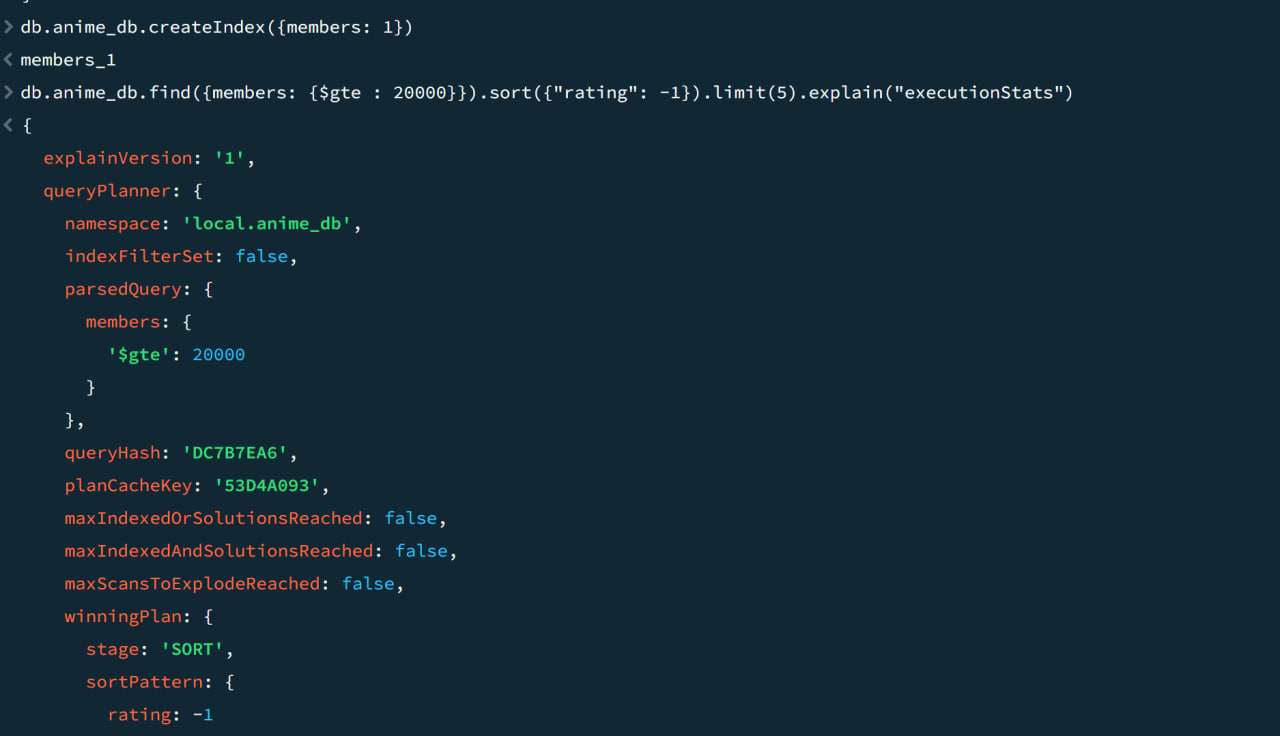 > db.anime_db.createIndex({members: 1})
< members_1
> db.anime_db.find({members: {$gte : 20000}}).sort({"rating": -1}).limit(5).explain("executionStats")
< {
explainVersion: '1',
queryPlanner: {
namespace: 'local.anime_db',
indexFilterSet: false,
parsedQuery: {
members: {
'$gte': 20000
}
},
queryHash: 'DC7B7EA6',
planCacheKey: '53D4A093',
maxIndexedOrSolutionsReached: false,
maxIndexedAndSolutionsReached: false,
maxScansToExplodeReached: false,
winningPlan: {
stage: 'SORT',
sortPattern: {
rating: -1